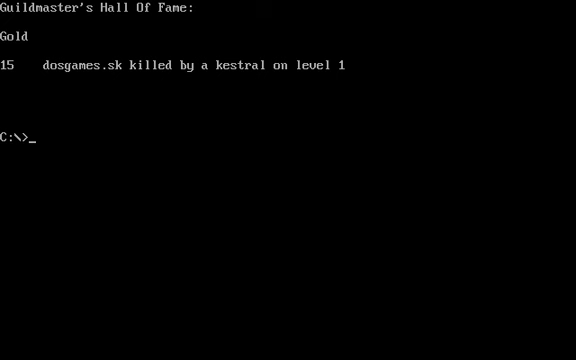 Guildmaster's Hall Of Fame:
Gold
15 dosgames.sk killed by a kestral on level 1
C:\>_